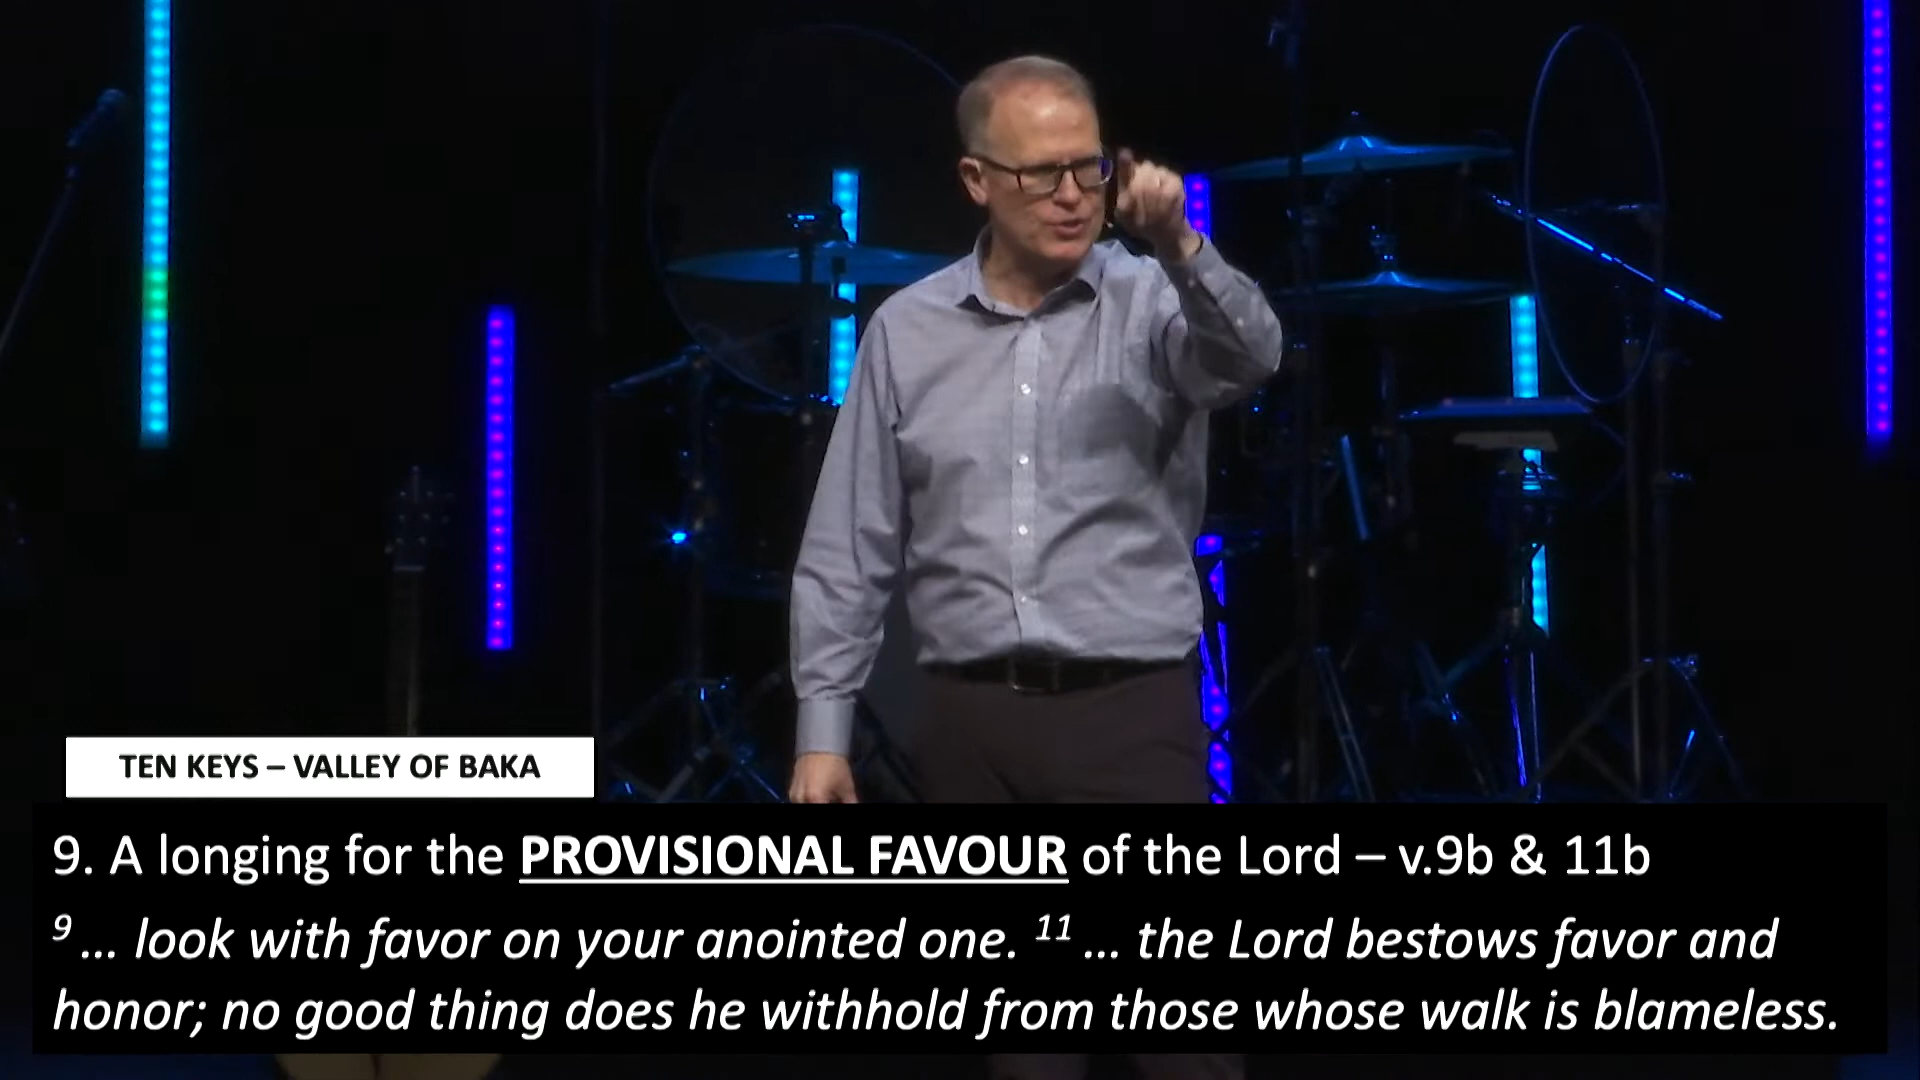 TEN KEYS – VALLEY OF BAKA
9. A longing for the PROVISIONAL FAVOUR of the Lord – v.9b & 11b
9 ... look with favor on your anointed one. 11 ... the Lord bestows favor and
honor; no good thing does he withhold from those whose walk is blameless.